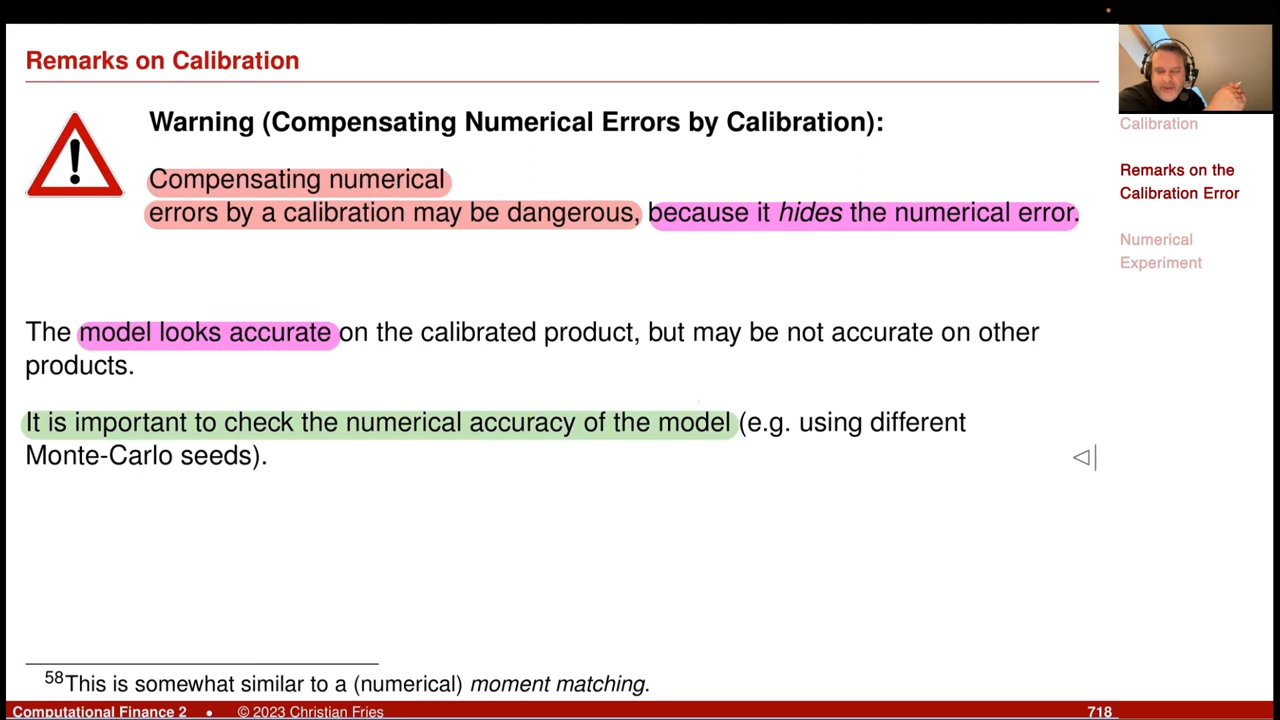 Remarks on Calibration
Warning (Compensating Numerical Errors by Calibration):
Compensating numerical
errors by a calibration may be dangerous, because it hides the numerical error.
The model looks accurate on the calibrated product, but may be not accurate on other
products.
It is important to check the numerical accuracy of the model (e.g. using different
Monte-Carlo seeds).
58This is somewhat similar to a (numerical) moment matching.
Computational Finance 2 • © 2023 Christian Fries 718
Calibration
Remarks on the
Calibration Error
Numerical
Experiment